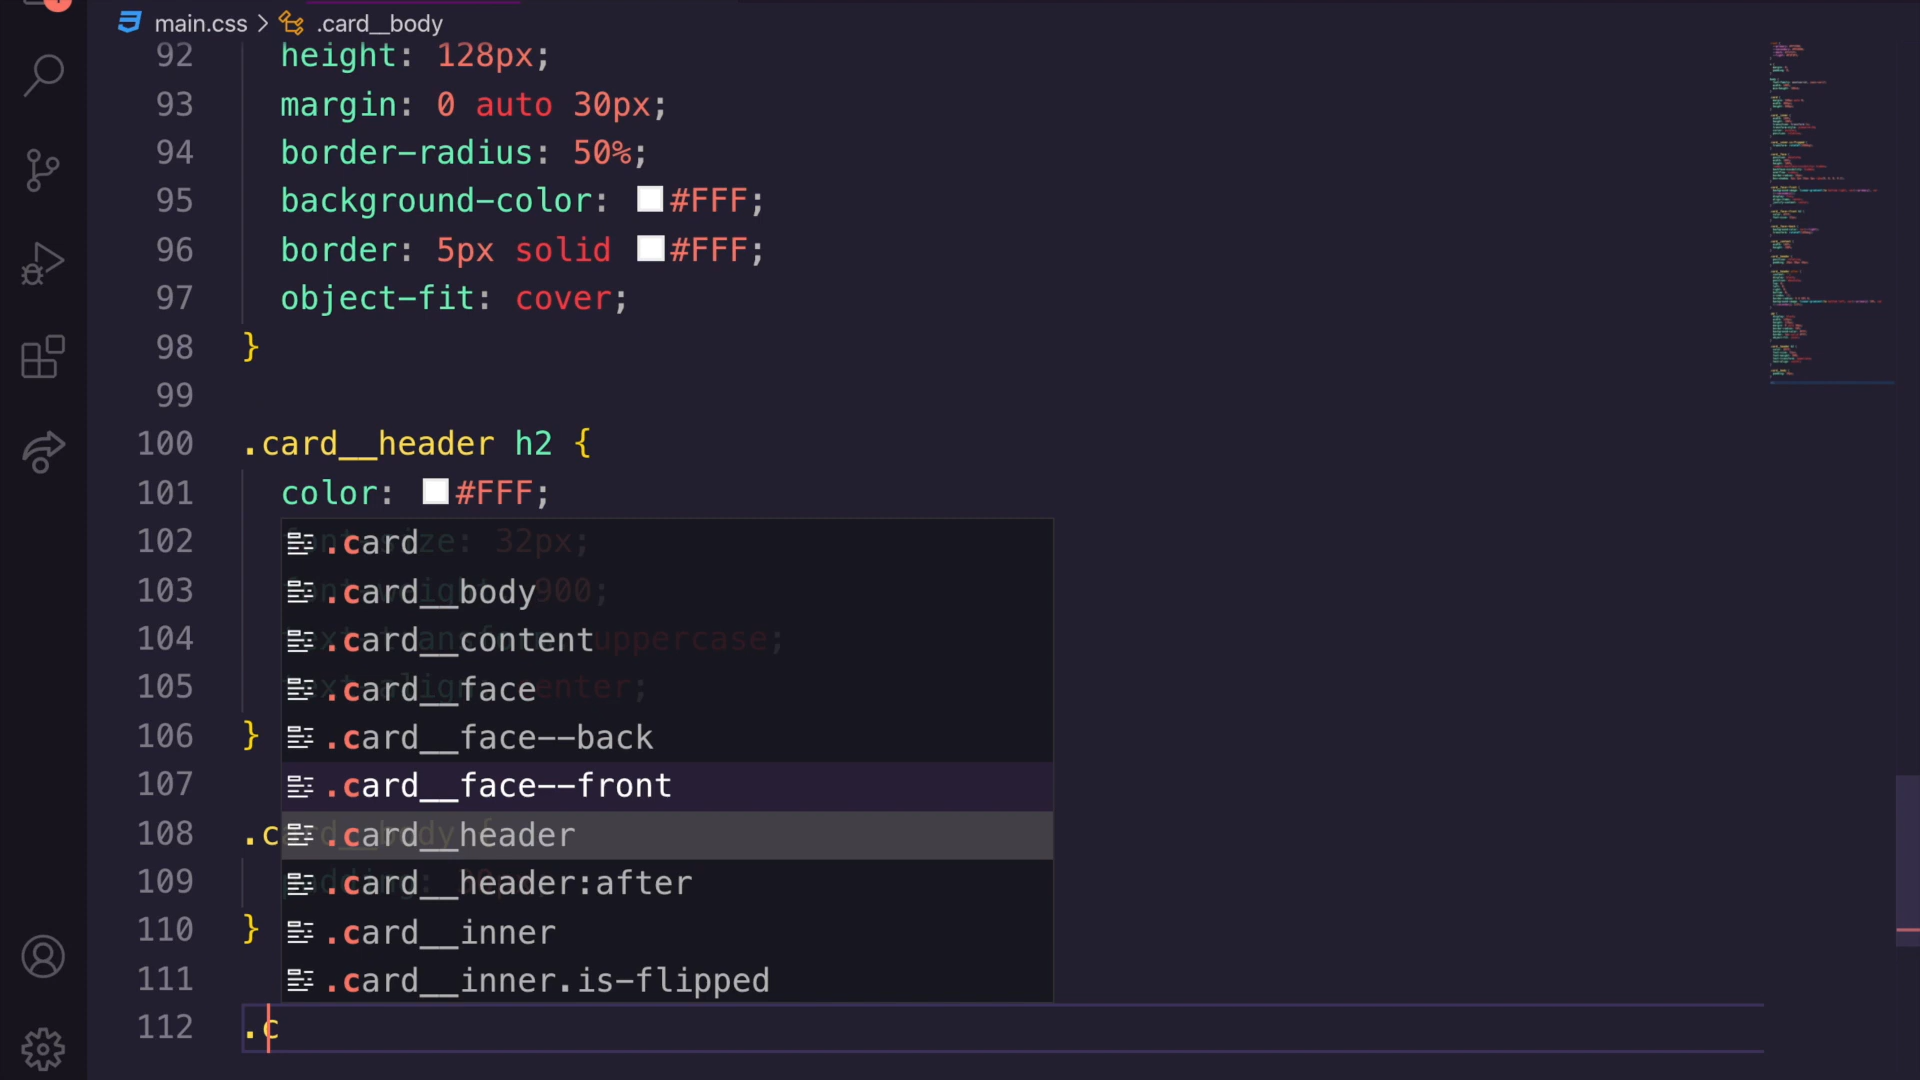 main.css > .card__body
92 height: 128px;
93 margin: 0 auto 30px;
94 border-radius: 50%;
95 background-color: #FFF;
96 border: 5px solid #FFF;
97 object-fit: cover;
98 }
99
100 .card__header h2 {
101 color: #FFF;
102 .card
103 .card__body
104 .card__content
105 .card__face
106 } .card__face--back
107 .card__face--front
108 .c .card__header
109 .card__header:after
110 } .card__inner
111 .card__inner.is-flipped
112 .c